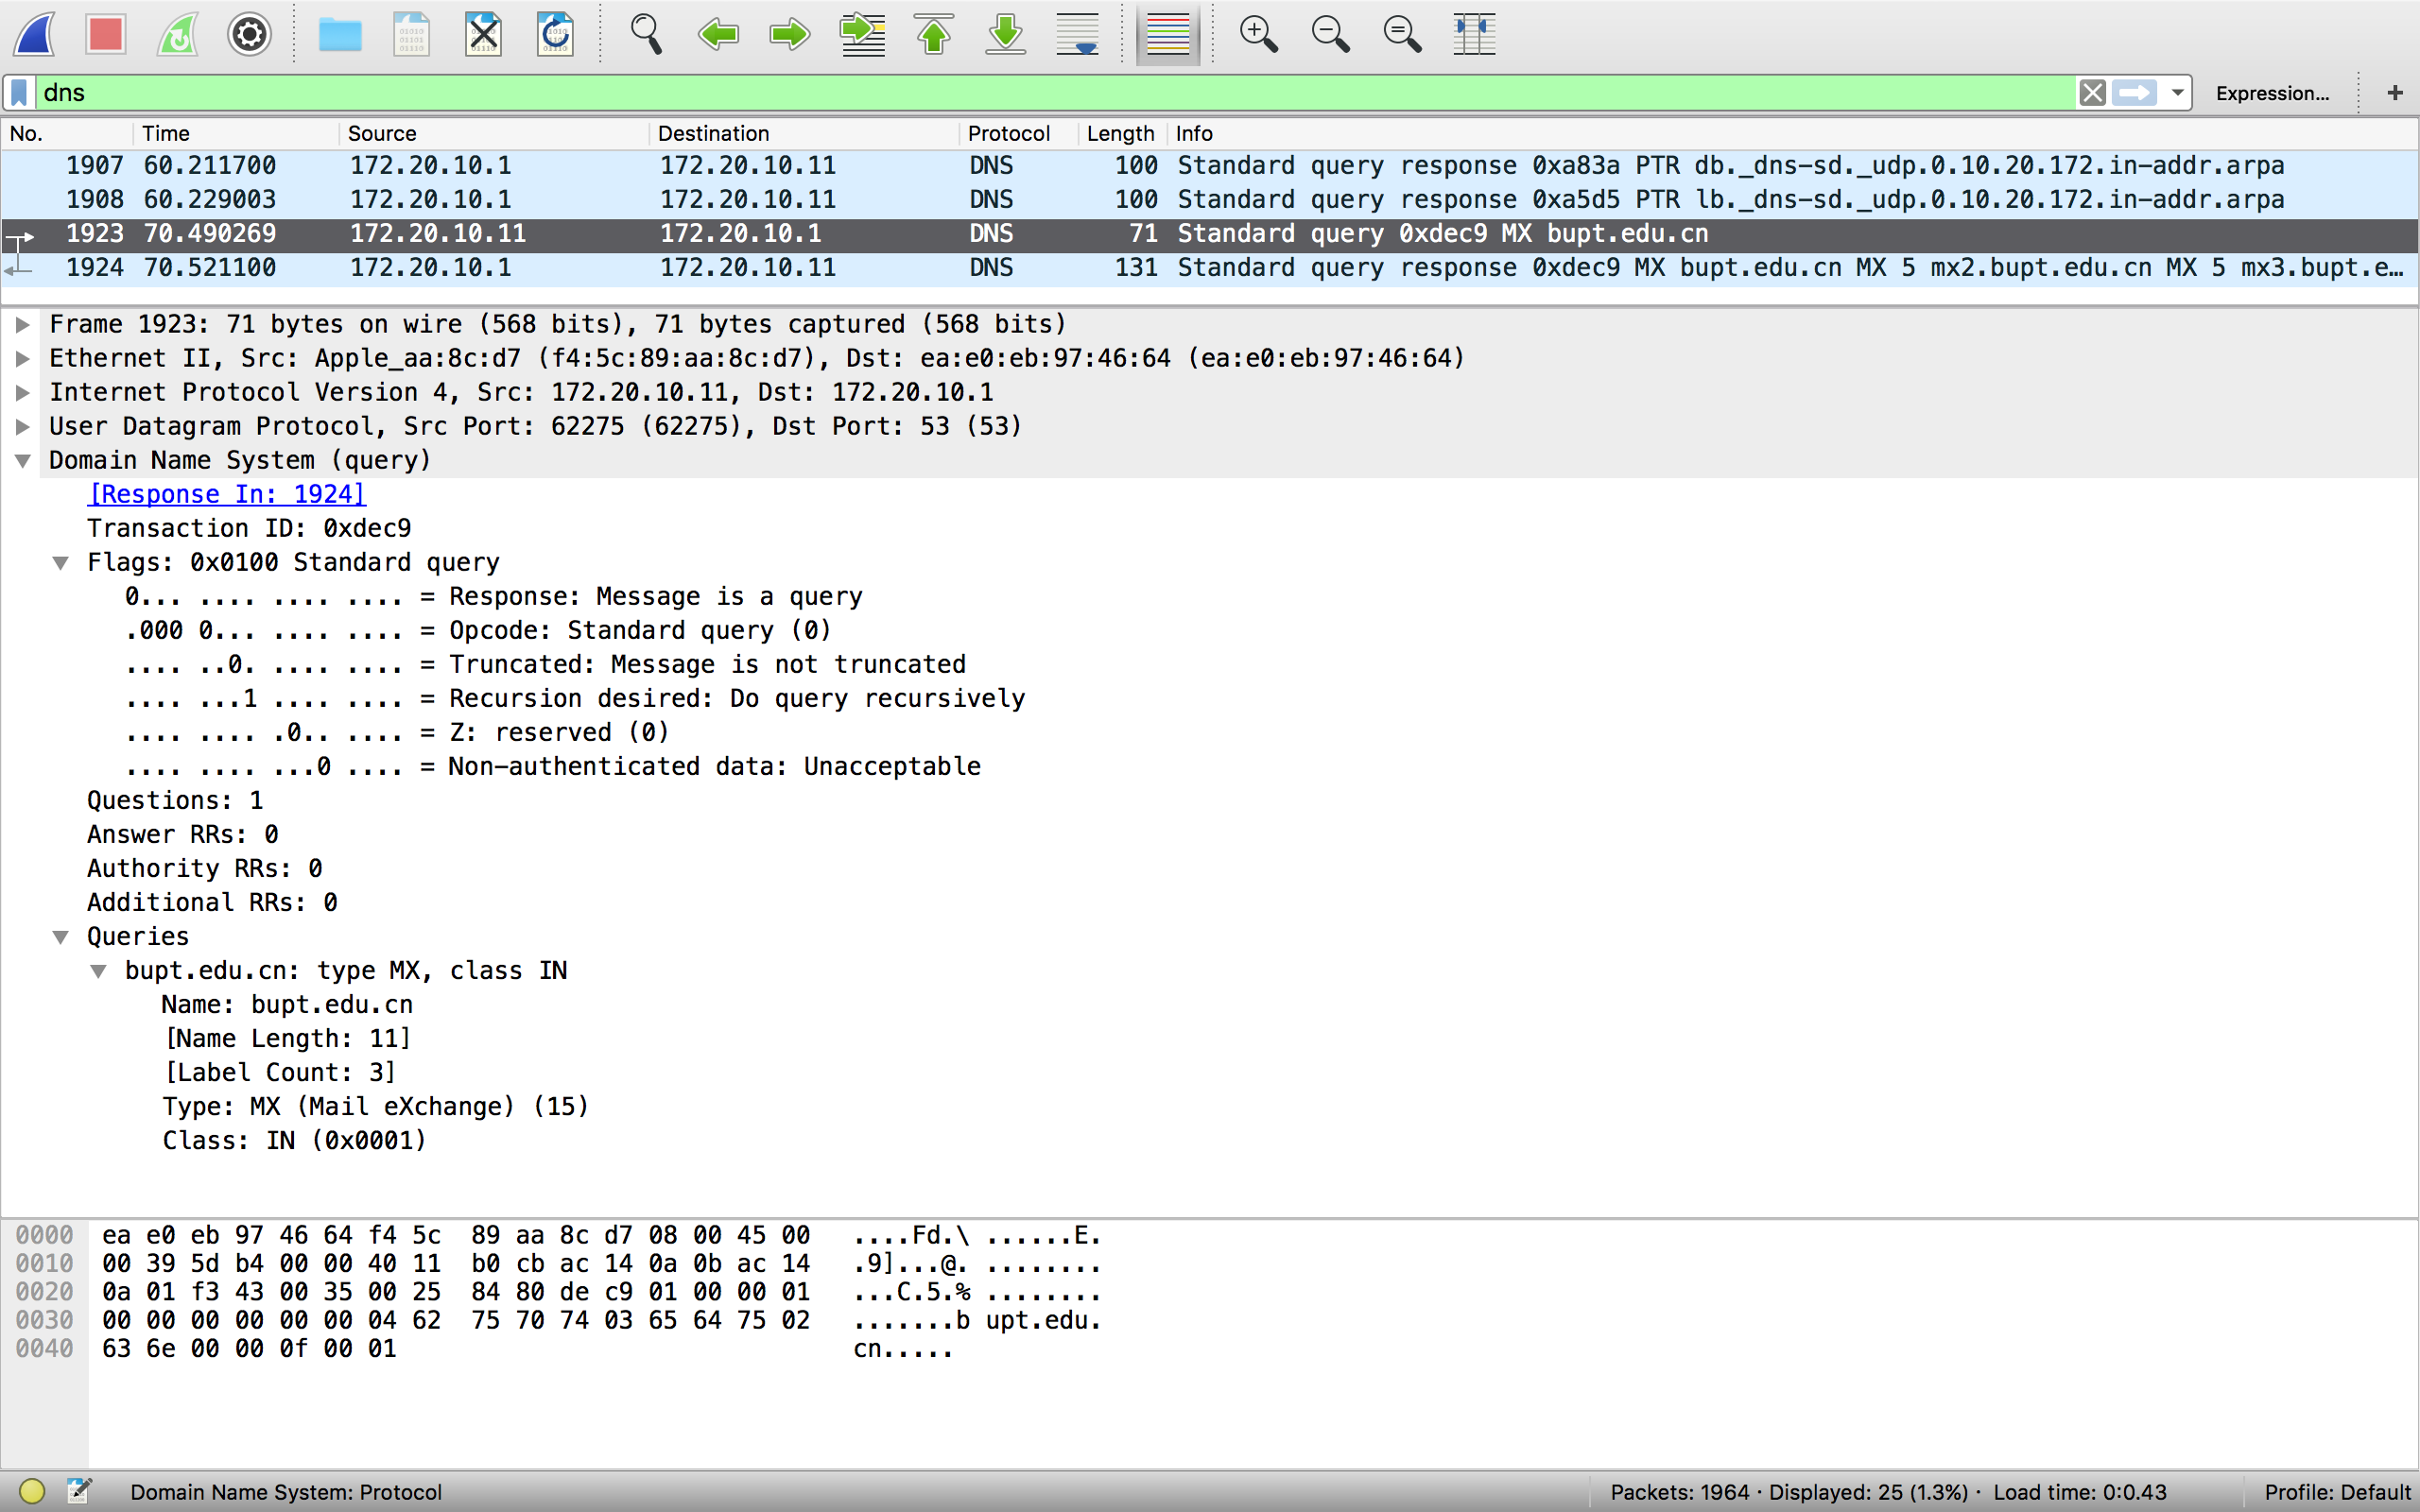 dns
Expression...
+
No. Time Source Destination Protocol Length Info
1907 60.211700 172.20.10.1 172.20.10.11 DNS 100 Standard query response 0xa83a PTR db._dns-sd._udp.0.10.20.172.in-addr.arpa
1908 60.229003 172.20.10.1 172.20.10.11 DNS 100 Standard query response 0xa5d5 PTR lb._dns-sd._udp.0.10.20.172.in-addr.arpa
1923 70.490269 172.20.10.11 172.20.10.1 DNS 71 Standard query 0xdec9 MX bupt.edu.cn
1924 70.521100 172.20.10.1 172.20.10.11 DNS 131 Standard query response 0xdec9 MX bupt.edu.cn MX 5 mx2.bupt.edu.cn MX 5 mx3.bupt.e…
Frame 1923: 71 bytes on wire (568 bits), 71 bytes captured (568 bits)
Ethernet II, Src: Apple_aa:8c:d7 (f4:5c:89:aa:8c:d7), Dst: ea:e0:eb:97:46:64 (ea:e0:eb:97:46:64)
Internet Protocol Version 4, Src: 172.20.10.11, Dst: 172.20.10.1
User Datagram Protocol, Src Port: 62275 (62275), Dst Port: 53 (53)
Domain Name System (query)
[Response In: 1924]
Transaction ID: 0xdec9
Flags: 0x0100 Standard query
0... .... .... .... = Response: Message is a query
.000 0... .... .... = Opcode: Standard query (0)
.... ..0. .... .... = Truncated: Message is not truncated
.... ...1 .... .... = Recursion desired: Do query recursively
.... .... .0.. .... = Z: reserved (0)
.... .... ...0 .... = Non-authenticated data: Unacceptable
Questions: 1
Answer RRs: 0
Authority RRs: 0
Additional RRs: 0
Queries
bupt.edu.cn: type MX, class IN
Name: bupt.edu.cn
[Name Length: 11]
[Label Count: 3]
Type: MX (Mail eXchange) (15)
Class: IN (0x0001)
0000 ea e0 eb 97 46 64 f4 5c 89 aa 8c d7 08 00 45 00 ....Fd.\ ......E.
0010 00 39 5d b4 00 00 40 11 b0 cb ac 14 0a 0b ac 14 .9]...@. ........
0020 0a 01 f3 43 00 35 00 25 84 80 de c9 01 00 00 01 ...C.5.% ........
0030 00 00 00 00 00 00 04 62 75 70 74 03 65 64 75 02 .......b upt.edu.
0040 63 6e 00 00 0f 00 01 cn.....
Domain Name System: Protocol
Packets: 1964 · Displayed: 25 (1.3%) · Load time: 0:0.43
Profile: Default